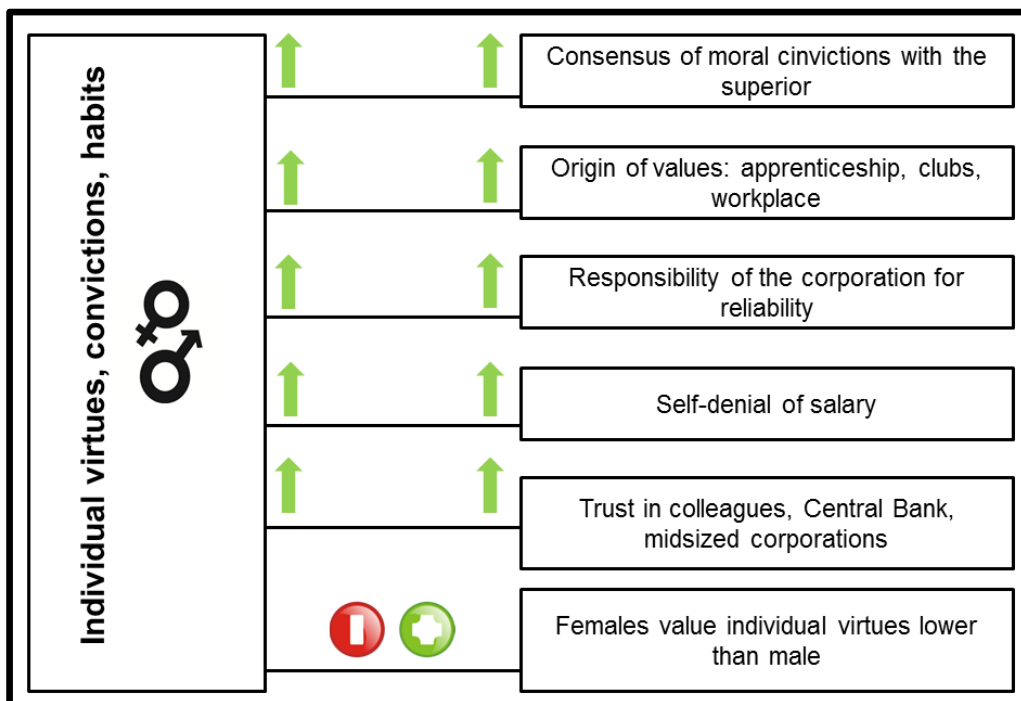 Individual virtues, convictions, habits
Consensus of moral cinvictions with the
superior
Origin of values: apprenticeship, clubs,
workplace
Responsibility of the corporation for
reliability
Self-denial of salary
Trust in colleagues, Central Bank,
midsized corporations
Females value individual virtues lower
than male